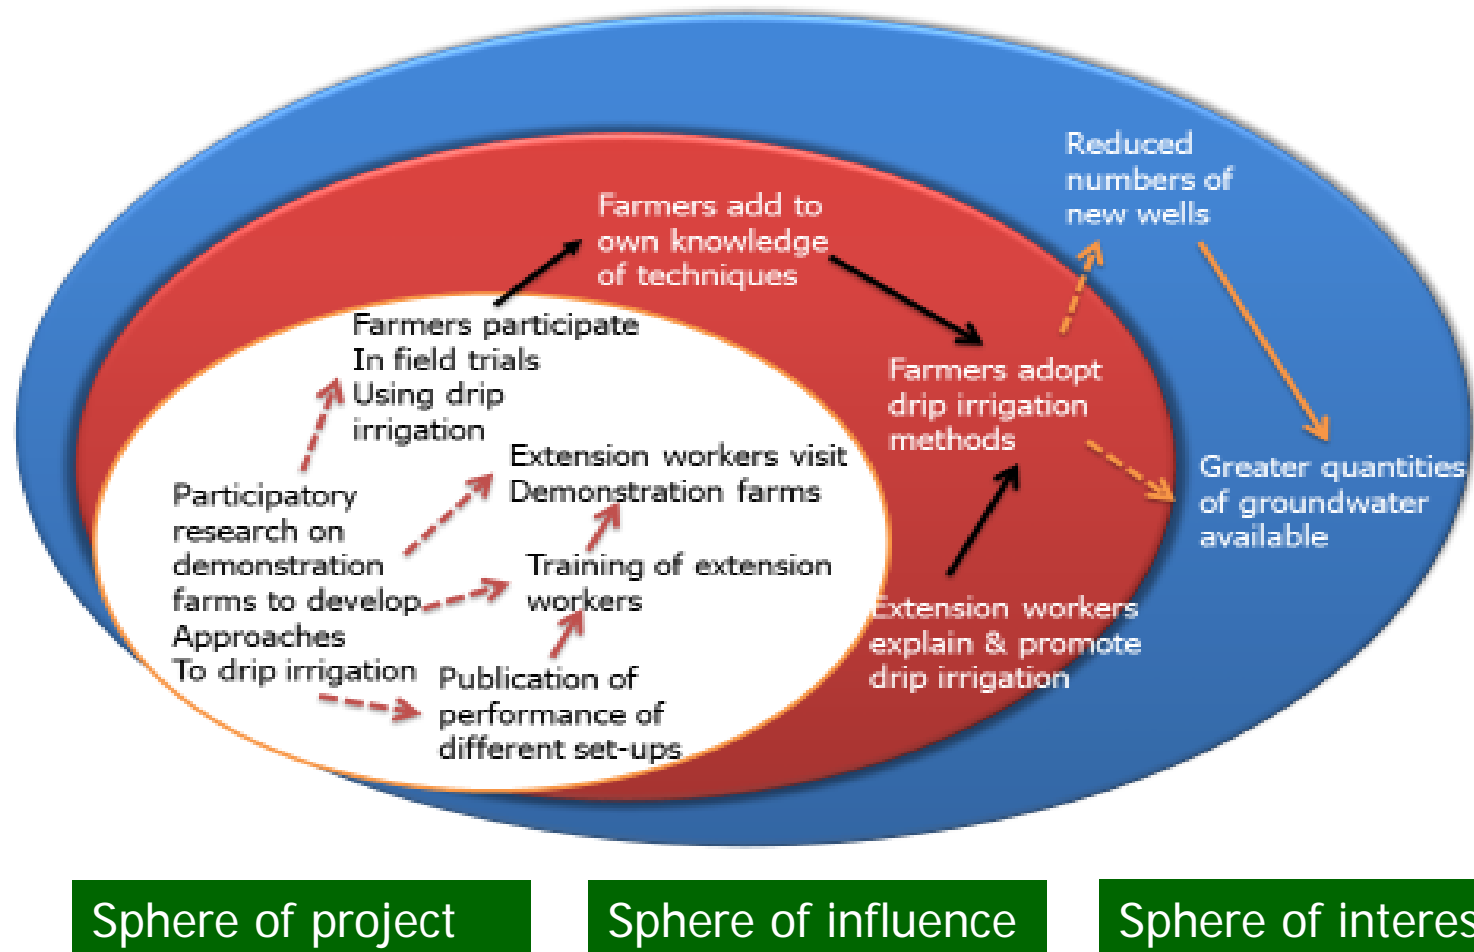 Reduced
numbers of
new wells
Farmers add to
own knowledge
of techniques
Farmers participate
In field trials
Using drip
irrigation
Farmers adopt
drip irrigation
methods
Extension workers visit
Demonstration farms
Greater quantities
of groundwater
available
Participatory
research on
demonstration
farms to develop
Approaches
To drip irrigation
Training of extension
workers
Extension workers
explain & promote
drip irrigation
Publication of
performance of
different set-ups
Sphere of project
Sphere of influence
Sphere of interes